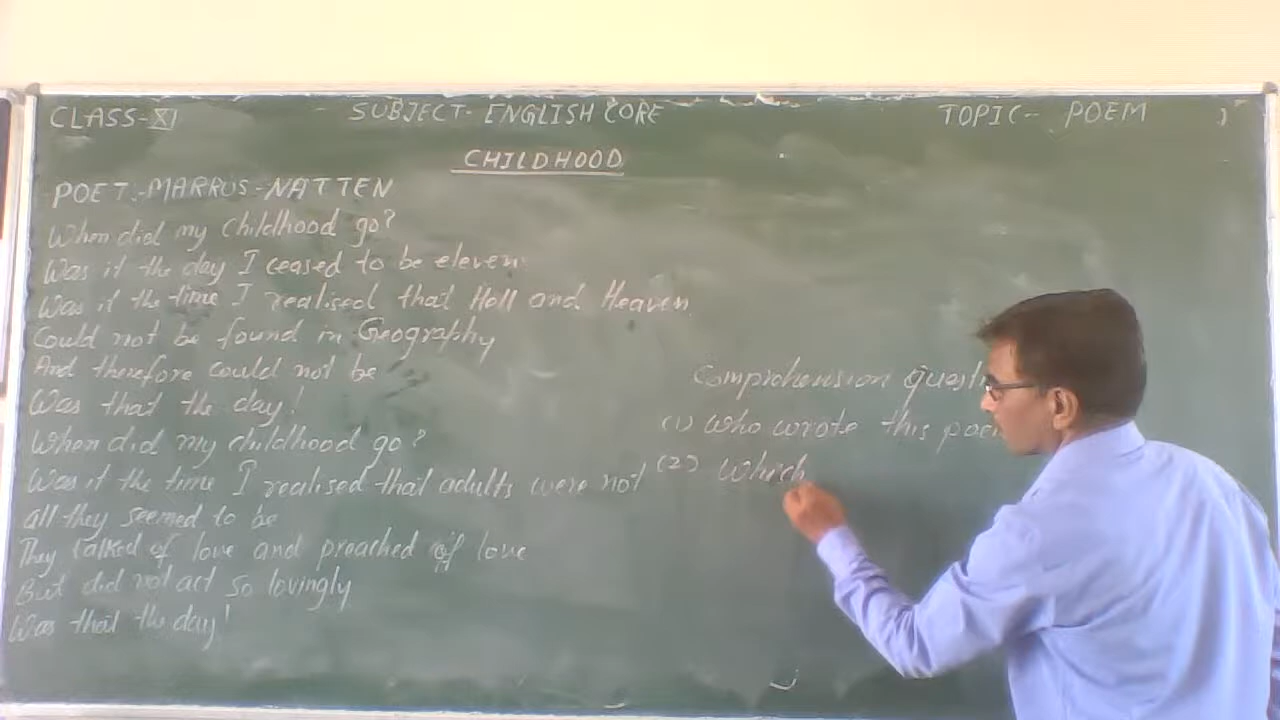 CLASS-XI - SUBJECT- ENGLISH CORE TOPIC- POEM
CHILDHOOD
POET-MARRUS-NATTEN
When did my childhood go?
Was it the day I ceased to be eleven
Was it the time I realised that Hell and Heaven
Could not be found in Geography
And therefore could not be
Was that the day!
When did my childhood go?
Was it the time I realised that adults were not
all they seemed to be
They talked of love and preached of love
But did not act so lovingly
Was that the day!
Comprehension quest
(1) Who wrote this poe
(2) Which